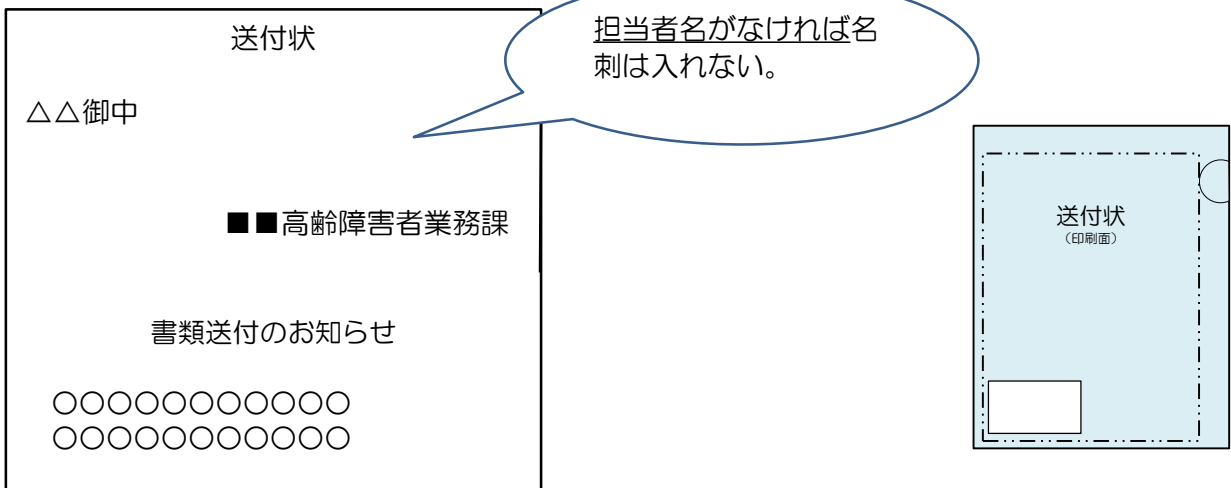 送付状
△△御中
■■高齢障害者業務課
書類送付のお知らせ
○○○○○○○○○○○
○○○○○○○○○○○
担当者名がなければ名
刺は入れない。
送付状
（印刷面）